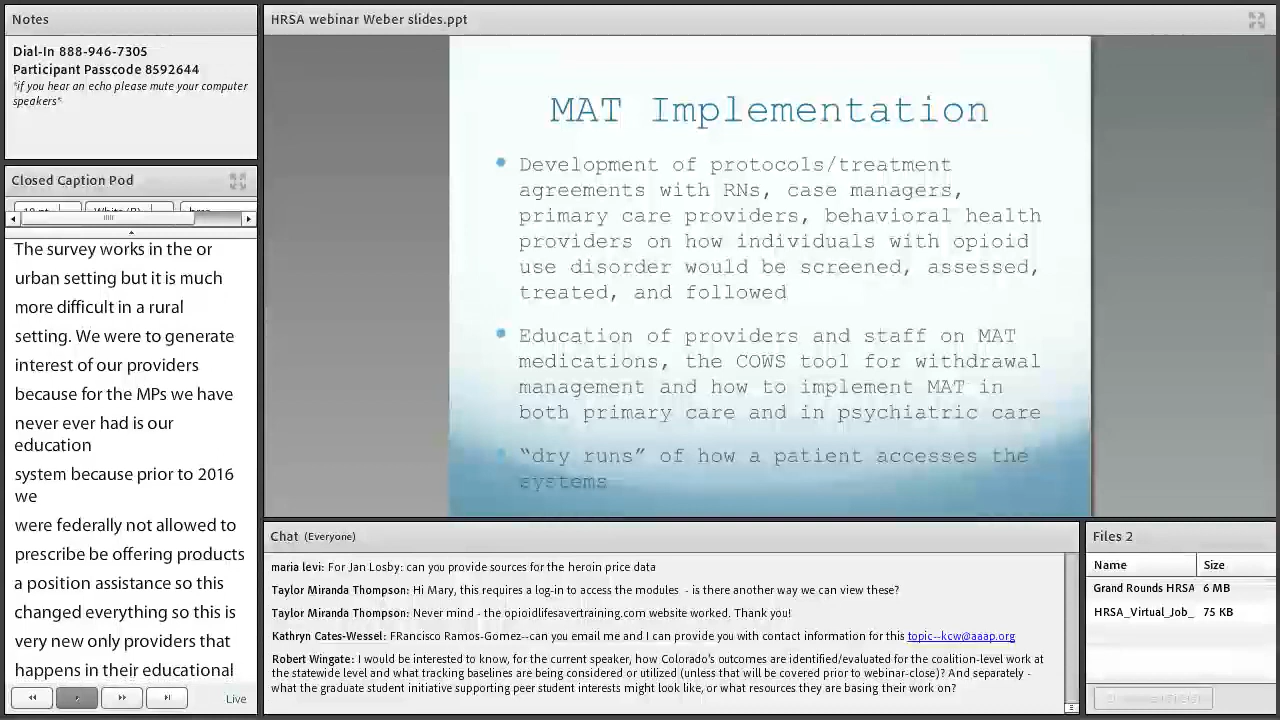 Notes
Dial-In 888-946-7305
Participant Passcode 8592644
*if you hear an echo please mute your computer
speakers*
Closed Caption Pod
The survey works in the or
urban setting but it is much
more difficult in a rural
setting. We were to generate
interest of our providers
because for the MPs we have
never ever had is our
education
system because prior to 2016
we
were federally not allowed to
prescribe be offering products
a position assistance so this
changed everything so this is
very new only providers that
happens in their educational
Live
HRSA webinar Weber slides.ppt
MAT Implementation
Development of protocols/treatment
agreements with RNs, case managers,
primary care providers, behavioral health
providers on how individuals with opioid
use disorder would be screened, assessed,
treated, and followed
Education of providers and staff on MAT
medications, the COWS tool for withdrawal
management and how to implement MAT in
both primary care and in psychiatric care
“dry runs” of how a patient accesses the
systems
Chat (Everyone)
maria levi: For Jan Losby: can you provide sources for the heroin price data
Taylor Miranda Thompson: Hi Mary, this requires a log-in to access the modules - is there another way we can view these?
Taylor Miranda Thompson: Never mind - the opioidlifesavertraining.com website worked. Thank you!
Kathryn Cates-Wessel: FRancisco Ramos-Gomez--can you email me and I can provide you with contact information for this topic--kcw@aaap.org
Robert Wingate: I would be interested to know, for the current speaker, how Colorado's outcomes are identified/evaluated for the coalition-level work at
the statewide level and what tracking baselines are being considered or utilized (unless that will be covered prior to webinar-close)? And separately -
what the graduate student initiative supporting peer student interests might look like, or what resources they are basing their work on?
Files 2
Name Size
Grand Rounds HRSA 6 MB
HRSA_Virtual_Job_ 75 KB